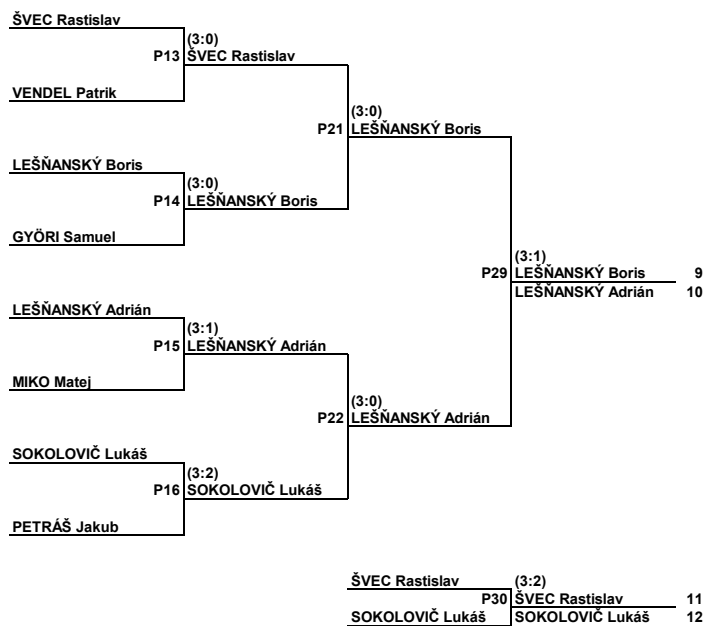 ŠVEC Rastislav
(3:0)
P13 ŠVEC Rastislav
VENDEL Patrik
(3:0)
P21 LEŠŇANSKÝ Boris
LEŠŇANSKÝ Boris
(3:0)
P14 LEŠŇANSKÝ Boris
GYÖRI Samuel
(3:1)
P29 LEŠŇANSKÝ Boris 9
LEŠŇANSKÝ Adrián 10
LEŠŇANSKÝ Adrián
(3:1)
P15 LEŠŇANSKÝ Adrián
MIKO Matej
(3:0)
P22 LEŠŇANSKÝ Adrián
SOKOLOVIČ Lukáš
(3:2)
P16 SOKOLOVIČ Lukáš
PETRÁŠ Jakub
ŠVEC Rastislav (3:2)
P30 ŠVEC Rastislav 11
SOKOLOVIČ Lukáš SOKOLOVIČ Lukáš 12